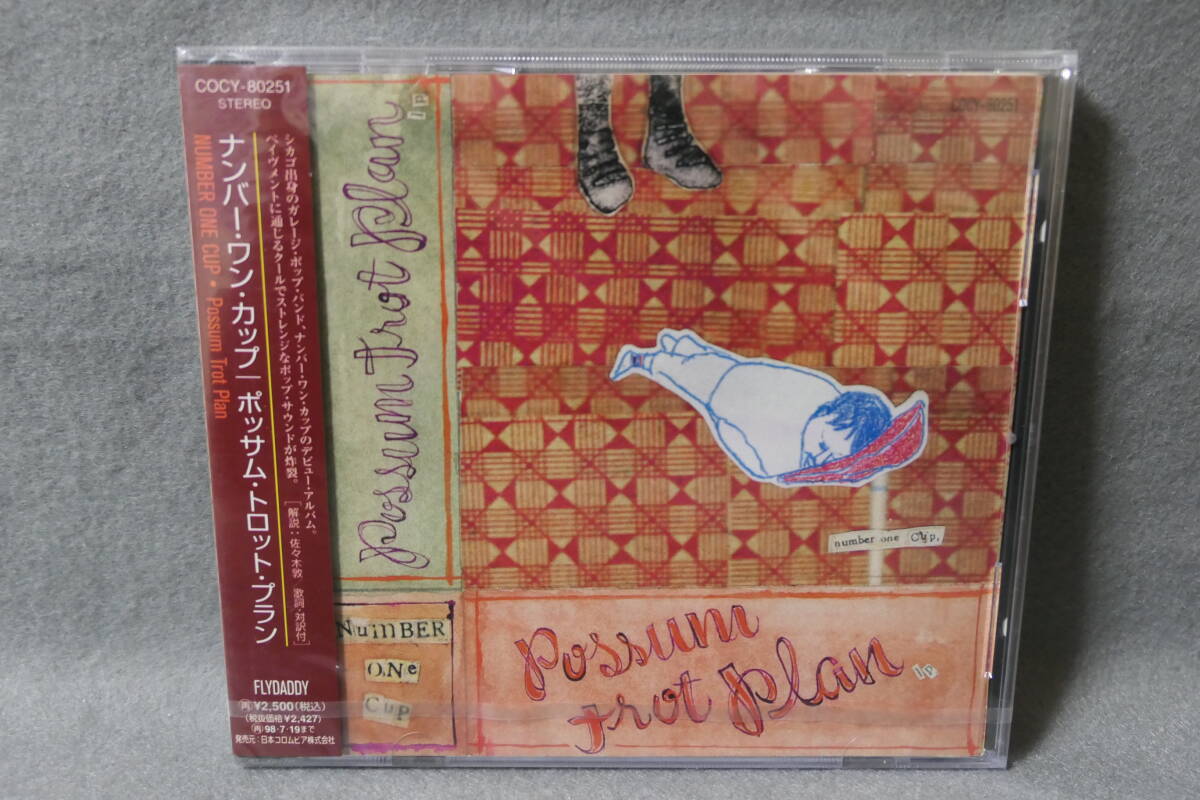 COCY-80251
STEREO
ナンバー・ワン・カップ | ポッサム・トロット・プラン
NUMBER ONE CUP • Possum Trot Plan
シカゴ出身のガレージ・ポップ・バンド、ナンバー・ワン・カップのデビュー・アルバム。
ペイヴメントに通じるクールでストレンジなポップ・サウンドが炸裂。
[解説：佐々木敦／歌詞・対訳付]
FLYDADDY
(再)¥2,500(税込)
(税抜価格¥2,427)
(再)98・7・19まで
発売元：日本コロムビア株式会社
Possum trot plan
lp
NumBER
ONe
Cup
COCY-80251
number one Cup,
Possum
trot plan
lp